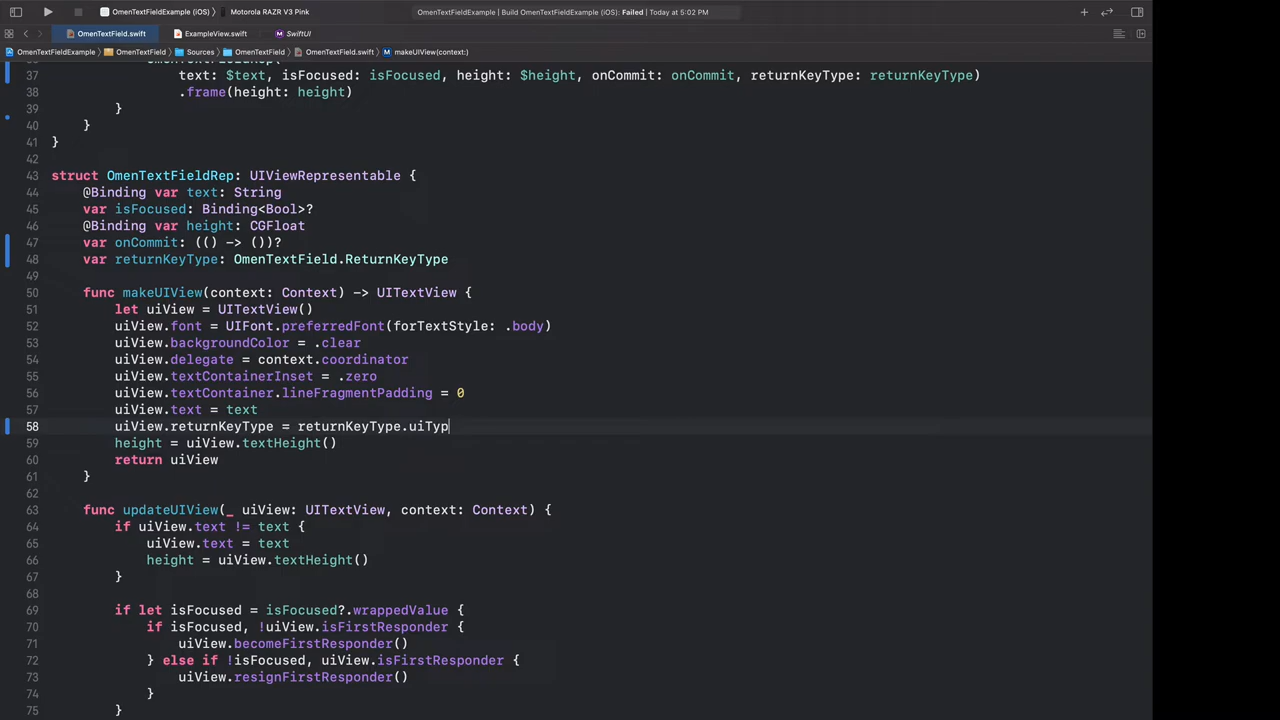 OmenTextFieldExample (iOS) › Motorola RAZR V3 Pink
OmenTextFieldExample | Build OmenTextFieldExample (iOS): Failed | Today at 5:02 PM
OmenTextField.swift ExampleView.swift SwiftUI
OmenTextFieldExample › OmenTextField › Sources › OmenTextField › OmenTextField.swift › M makeUIView(context:)
37 text: $text, isFocused: isFocused, height: $height, onCommit: onCommit, returnKeyType: returnKeyType)
38 .frame(height: height)
39 }
40 }
41 }
42
43 struct OmenTextFieldRep: UIViewRepresentable {
44 @Binding var text: String
45 var isFocused: Binding<Bool>?
46 @Binding var height: CGFloat
47 var onCommit: (() -> ())?
48 var returnKeyType: OmenTextField.ReturnKeyType
49
50 func makeUIView(context: Context) -> UITextView {
51 let uiView = UITextView()
52 uiView.font = UIFont.preferredFont(forTextStyle: .body)
53 uiView.backgroundColor = .clear
54 uiView.delegate = context.coordinator
55 uiView.textContainerInset = .zero
56 uiView.textContainer.lineFragmentPadding = 0
57 uiView.text = text
58 uiView.returnKeyType = returnKeyType.uiTyp
59 height = uiView.textHeight()
60 return uiView
61 }
62
63 func updateUIView(_ uiView: UITextView, context: Context) {
64 if uiView.text != text {
65 uiView.text = text
66 height = uiView.textHeight()
67 }
68
69 if let isFocused = isFocused?.wrappedValue {
70 if isFocused, !uiView.isFirstResponder {
71 uiView.becomeFirstResponder()
72 } else if !isFocused, uiView.isFirstResponder {
73 uiView.resignFirstResponder()
74 }
75 }